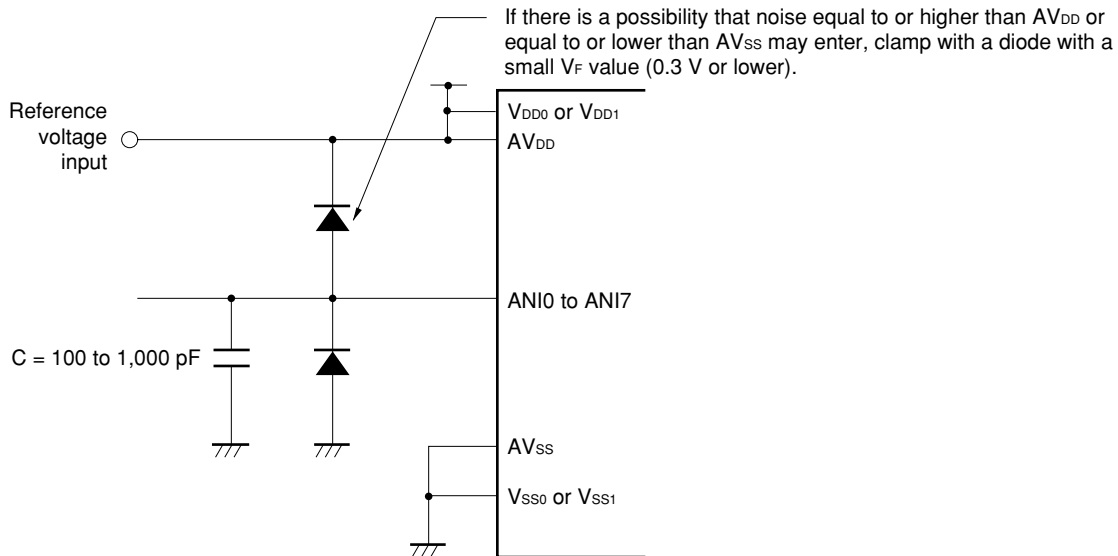 If there is a possibility that noise equal to or higher than AVDD or
equal to or lower than AVSS may enter, clamp with a diode with a
small VF value (0.3 V or lower).
Reference
voltage
input
VDD0 or VDD1
AVDD
ANI0 to ANI7
C = 100 to 1,000 pF
AVSS
VSS0 or VSS1